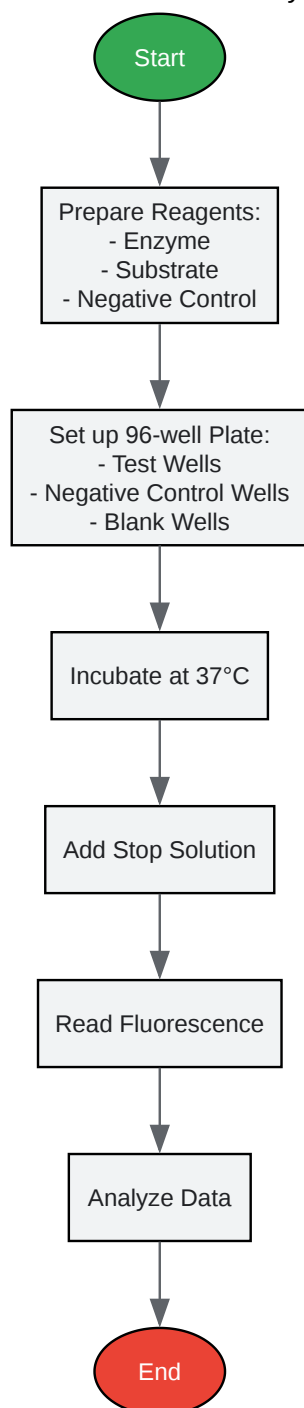 Start
Prepare Reagents:
- Enzyme
- Substrate
- Negative Control
Set up 96-well Plate:
- Test Wells
- Negative Control Wells
- Blank Wells
Incubate at 37°C
Add Stop Solution
Read Fluorescence
Analyze Data
End